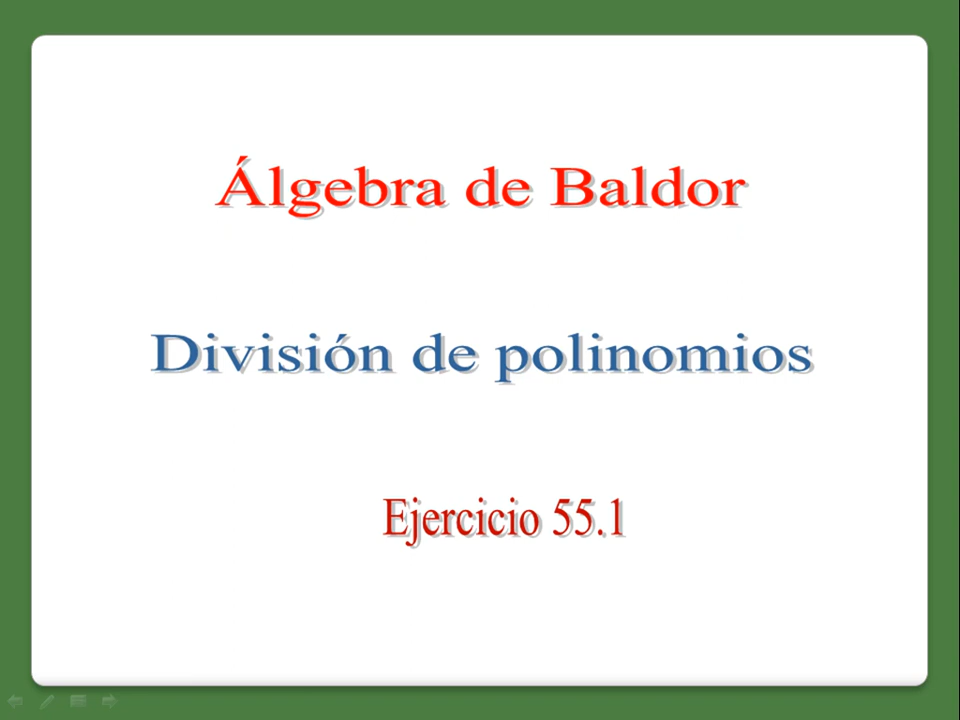 Álgebra de Baldor
División de polinomios
Ejercicio 55.1